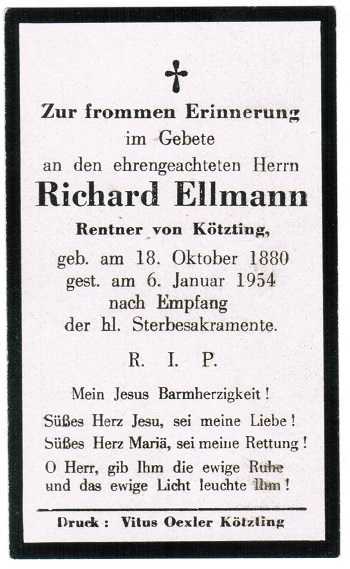 Zur frommen Erinnerung
im Gebete
an den ehrengeachteten Herrn
Richard Ellmann
Rentner von Kötzting,
geb. am 18. Oktober 1880
gest. am 6. Januar 1954
nach Empfang
der hl. Sterbesakramente.
R. I. P.
Mein Jesus Barmherzigkeit !
Süßes Herz Jesu, sei meine Liebe !
Süßes Herz Mariä, sei meine Rettung !
O Herr, gib Ihm die ewige Ruhe
und das ewige Licht leuchte Ihm !
Druck : Vitus Oexler Kötzting